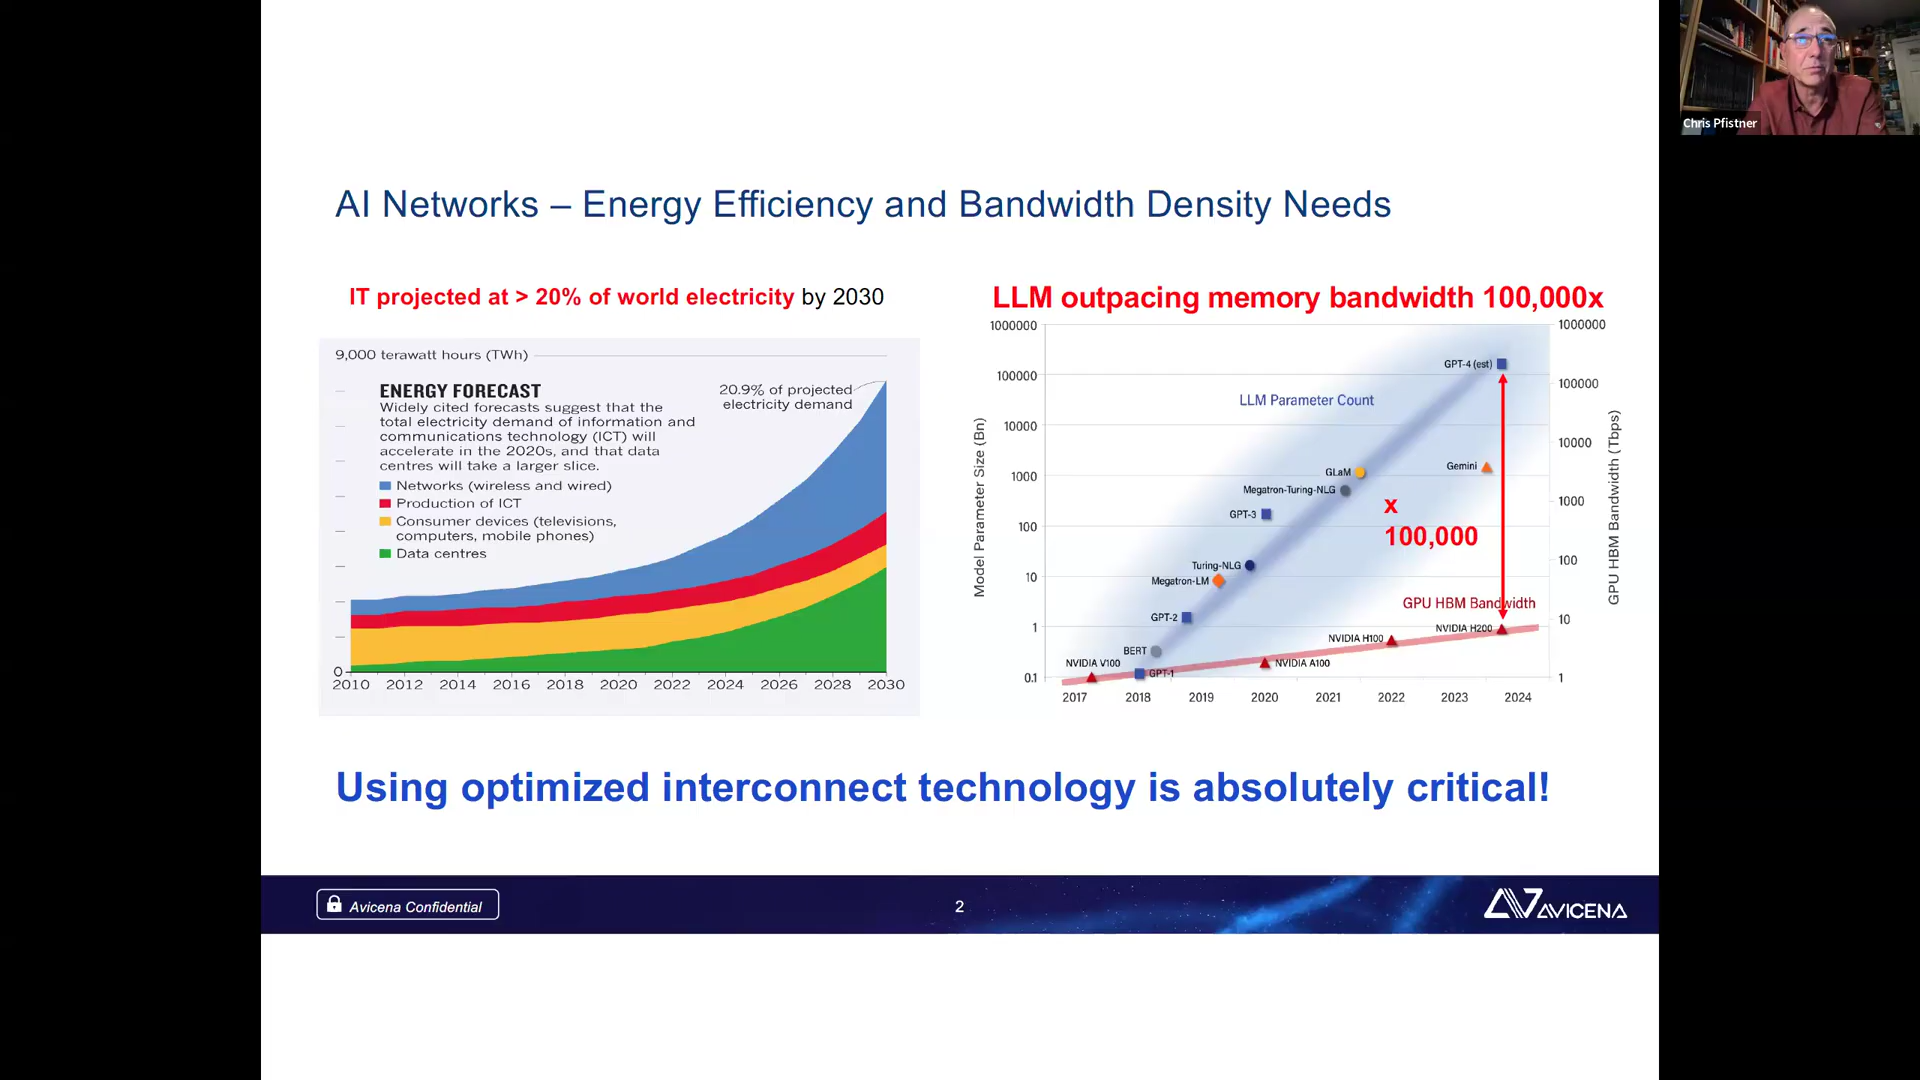 Chris Pfistner
AI Networks – Energy Efficiency and Bandwidth Density Needs
IT projected at > 20% of world electricity by 2030
9,000 terawatt hours (TWh)
ENERGY FORECAST
Widely cited forecasts suggest that the
total electricity demand of information and
communications technology (ICT) will
accelerate in the 2020s, and that data
centres will take a larger slice.
Networks (wireless and wired)
Production of ICT
Consumer devices (televisions,
computers, mobile phones)
Data centres
20.9% of projected
electricity demand
0
2010 2012 2014 2016 2018 2020 2022 2024 2026 2028 2030
LLM outpacing memory bandwidth 100,000x
Model Parameter Size (Bn)
1000000
100000
10000
1000
100
10
1
0.1
LLM Parameter Count
GPT-4 (est)
Gemini
GLaM
Megatron-Turing-NLG
GPT-3
x
100,000
Turing-NLG
Megatron-LM
GPT-2
BERT
GPT-1
GPU HBM Bandwidth
NVIDIA V100
NVIDIA A100
NVIDIA H100
NVIDIA H200
1000000
100000
10000
1000
100
10
1
GPU HBM Bandwidth (Tbps)
2017 2018 2019 2020 2021 2022 2023 2024
Using optimized interconnect technology is absolutely critical!
Avicena Confidential
2
AVICENA